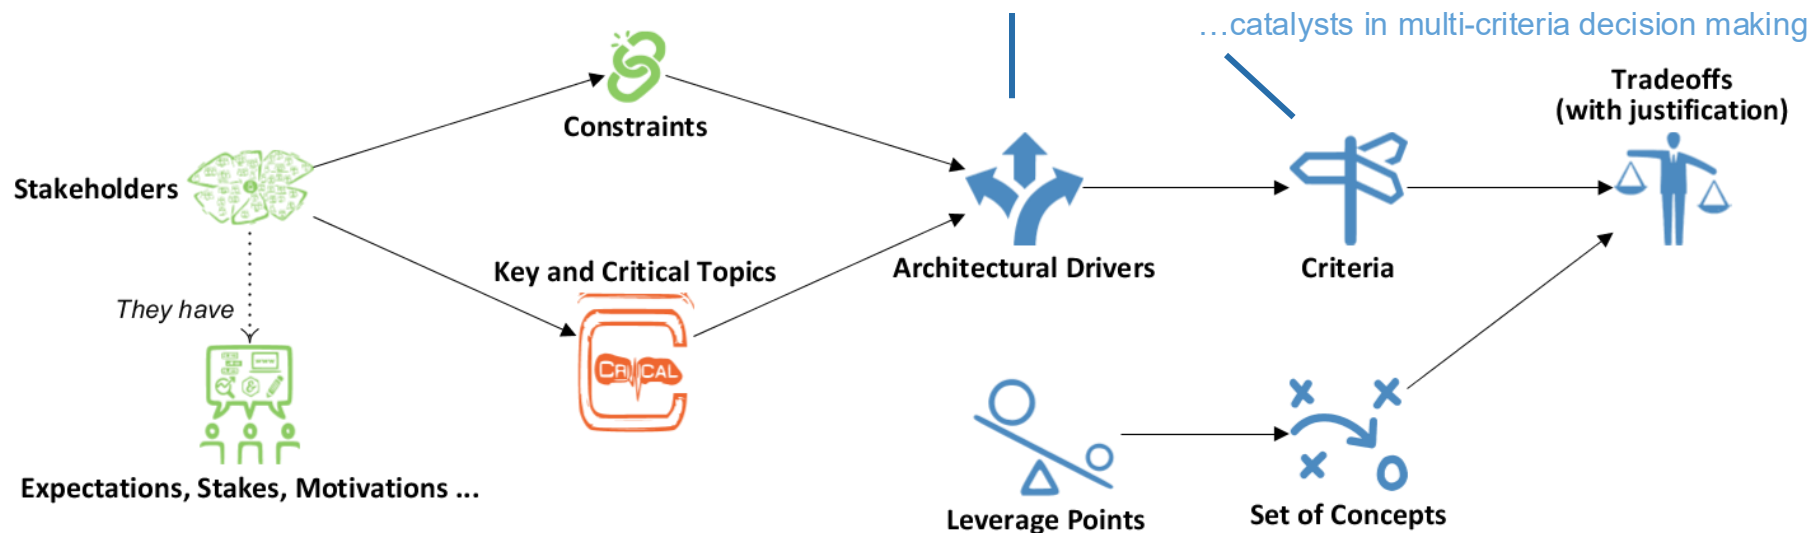 …catalysts in multi-criteria decision making
Tradeoffs
(with justification)
Constraints
Stakeholders
Key and Critical Topics
Architectural Drivers
Criteria
They have
CRITICAL
Expectations, Stakes, Motivations ...
Leverage Points
Set of Concepts